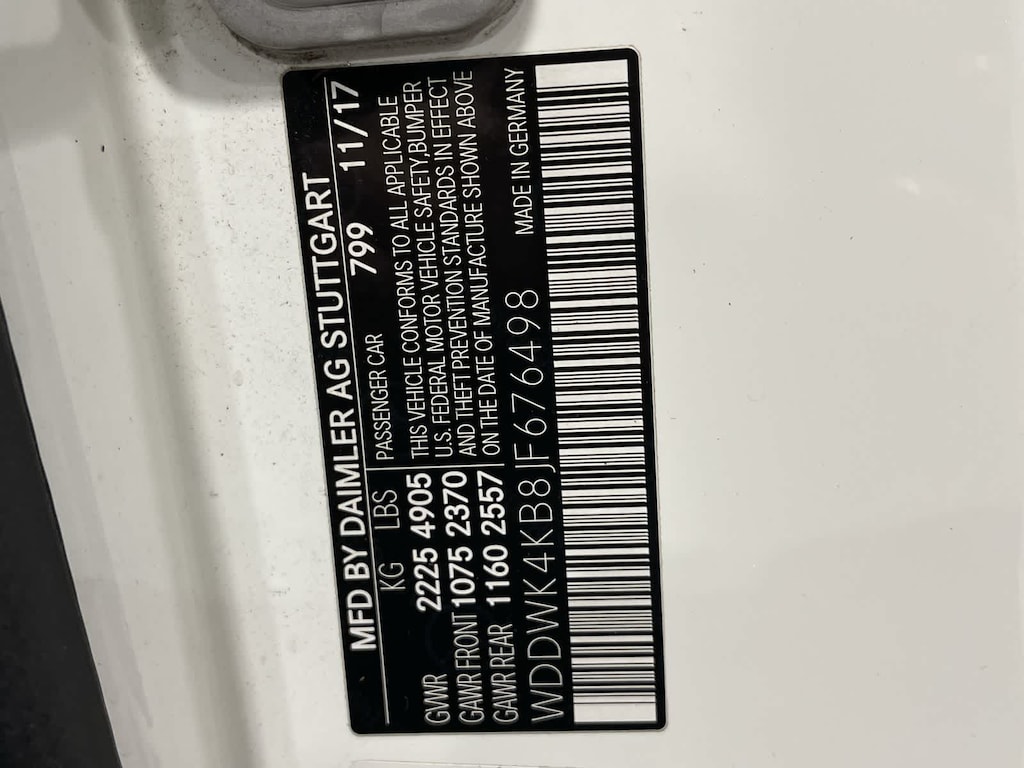 MFD BY DAIMLER AG STUTTGART
KG LBS PASSENGER CAR 799 11/17
GVWR 2225 4905 THIS VEHICLE CONFORMS TO ALL APPLICABLE
GAWR FRONT 1075 2370 U.S. FEDERAL MOTOR VEHICLE SAFETY,BUMPER
GAWR REAR 1160 2557 AND THEFT PREVENTION STANDARDS IN EFFECT
ON THE DATE OF MANUFACTURE SHOWN ABOVE
WDDWK4KB8JF676498 MADE IN GERMANY